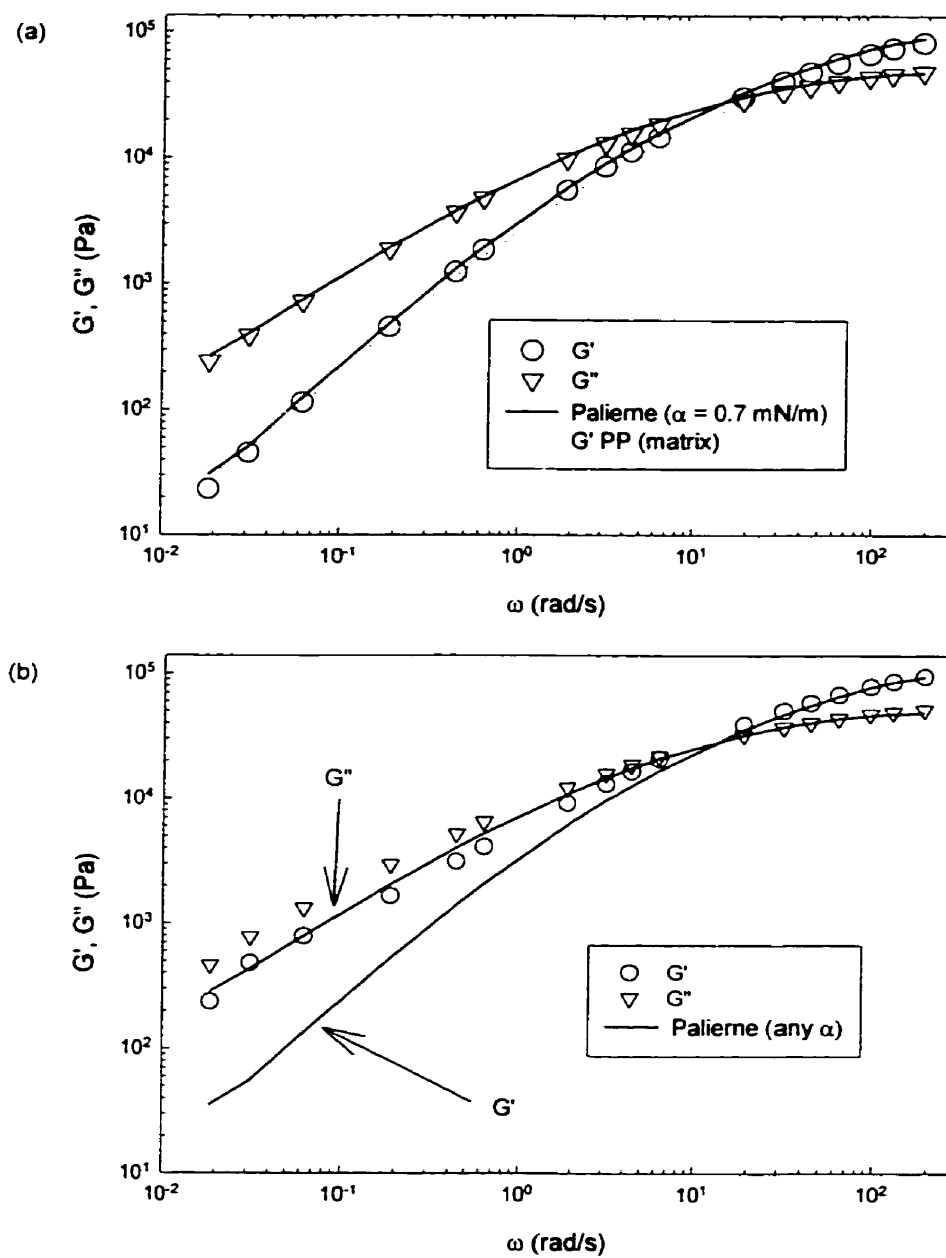 (a)
10⁵
10⁴
10³
10²
10¹
G', G" (Pa)
G'
G"
Palierne (α = 0.7 mN/m)
G' PP (matrix)
10⁻²
10⁻¹
10⁰
10¹
10²
ω (rad/s)
(b)
10⁵
10⁴
10³
10²
10¹
G', G" (Pa)
G"
G'
G'
G"
Palierne (any α)
10⁻²
10⁻¹
10⁰
10¹
10²
ω (rad/s)